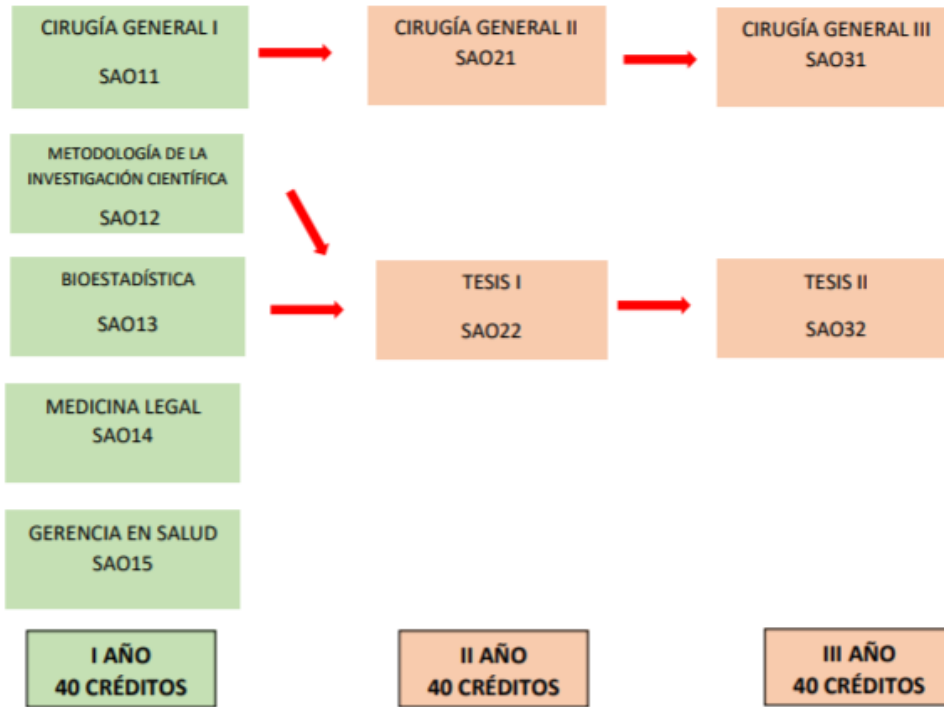 CIRUGÍA GENERAL I
SAO11
CIRUGÍA GENERAL II
SAO21
CIRUGÍA GENERAL III
SAO31
METODOLOGÍA DE LA
INVESTIGACIÓN CIENTÍFICA
SAO12
BIOESTADÍSTICA
SAO13
TESIS I
SAO22
TESIS II
SAO32
MEDICINA LEGAL
SAO14
GERENCIA EN SALUD
SAO15
I AÑO
40 CRÉDITOS
II AÑO
40 CRÉDITOS
III AÑO
40 CRÉDITOS